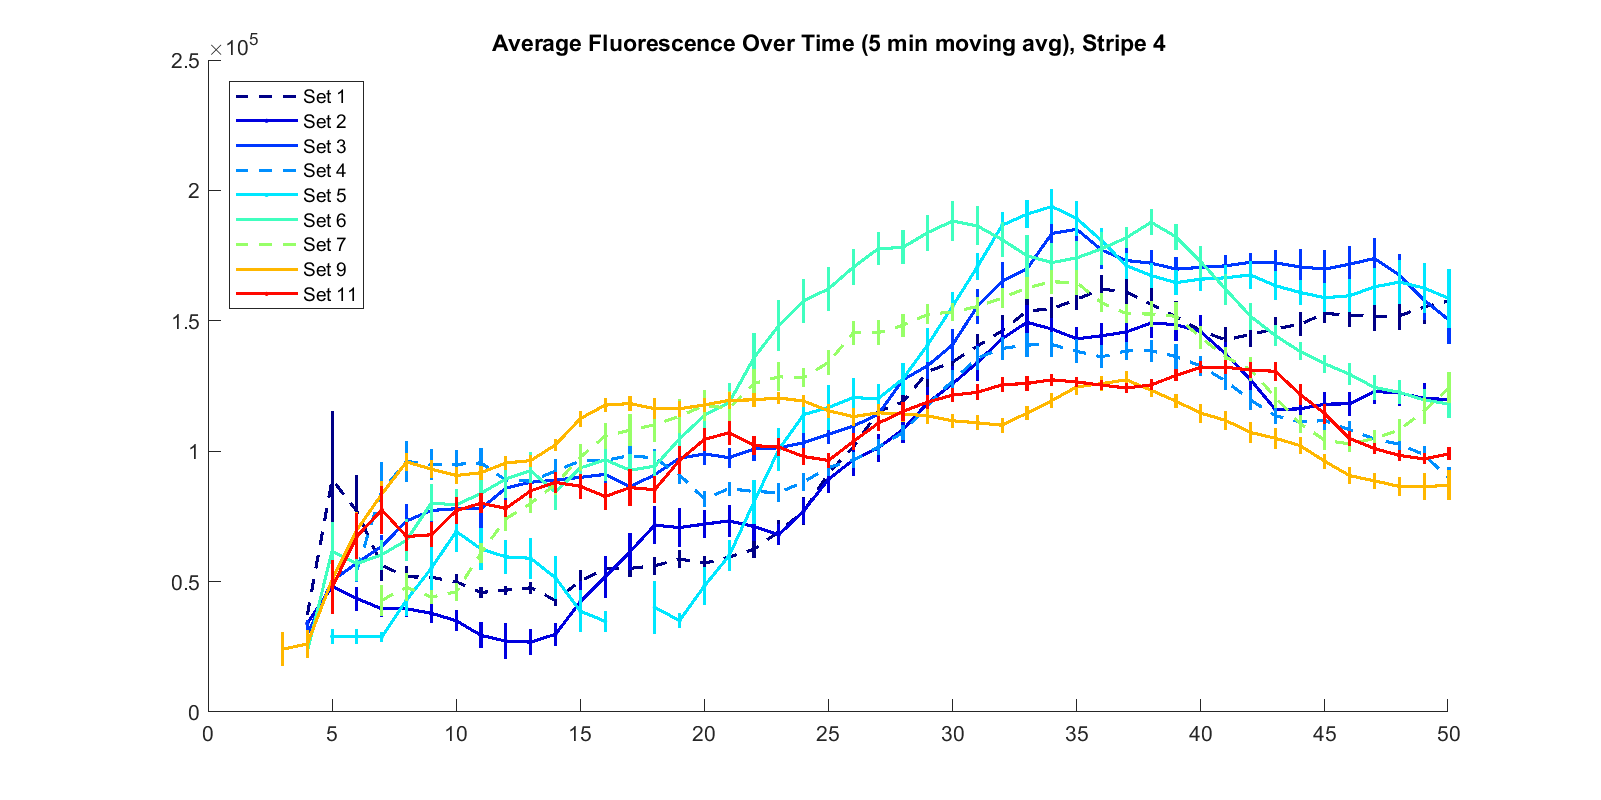 Average Fluorescence Over Time (5 min moving avg), Stripe 4
×10⁵
2.5
2
1.5
1
0.5
0
Set 1
Set 2
Set 3
Set 4
Set 5
Set 6
Set 7
Set 9
Set 11
0 5 10 15 20 25 30 35 40 45 50